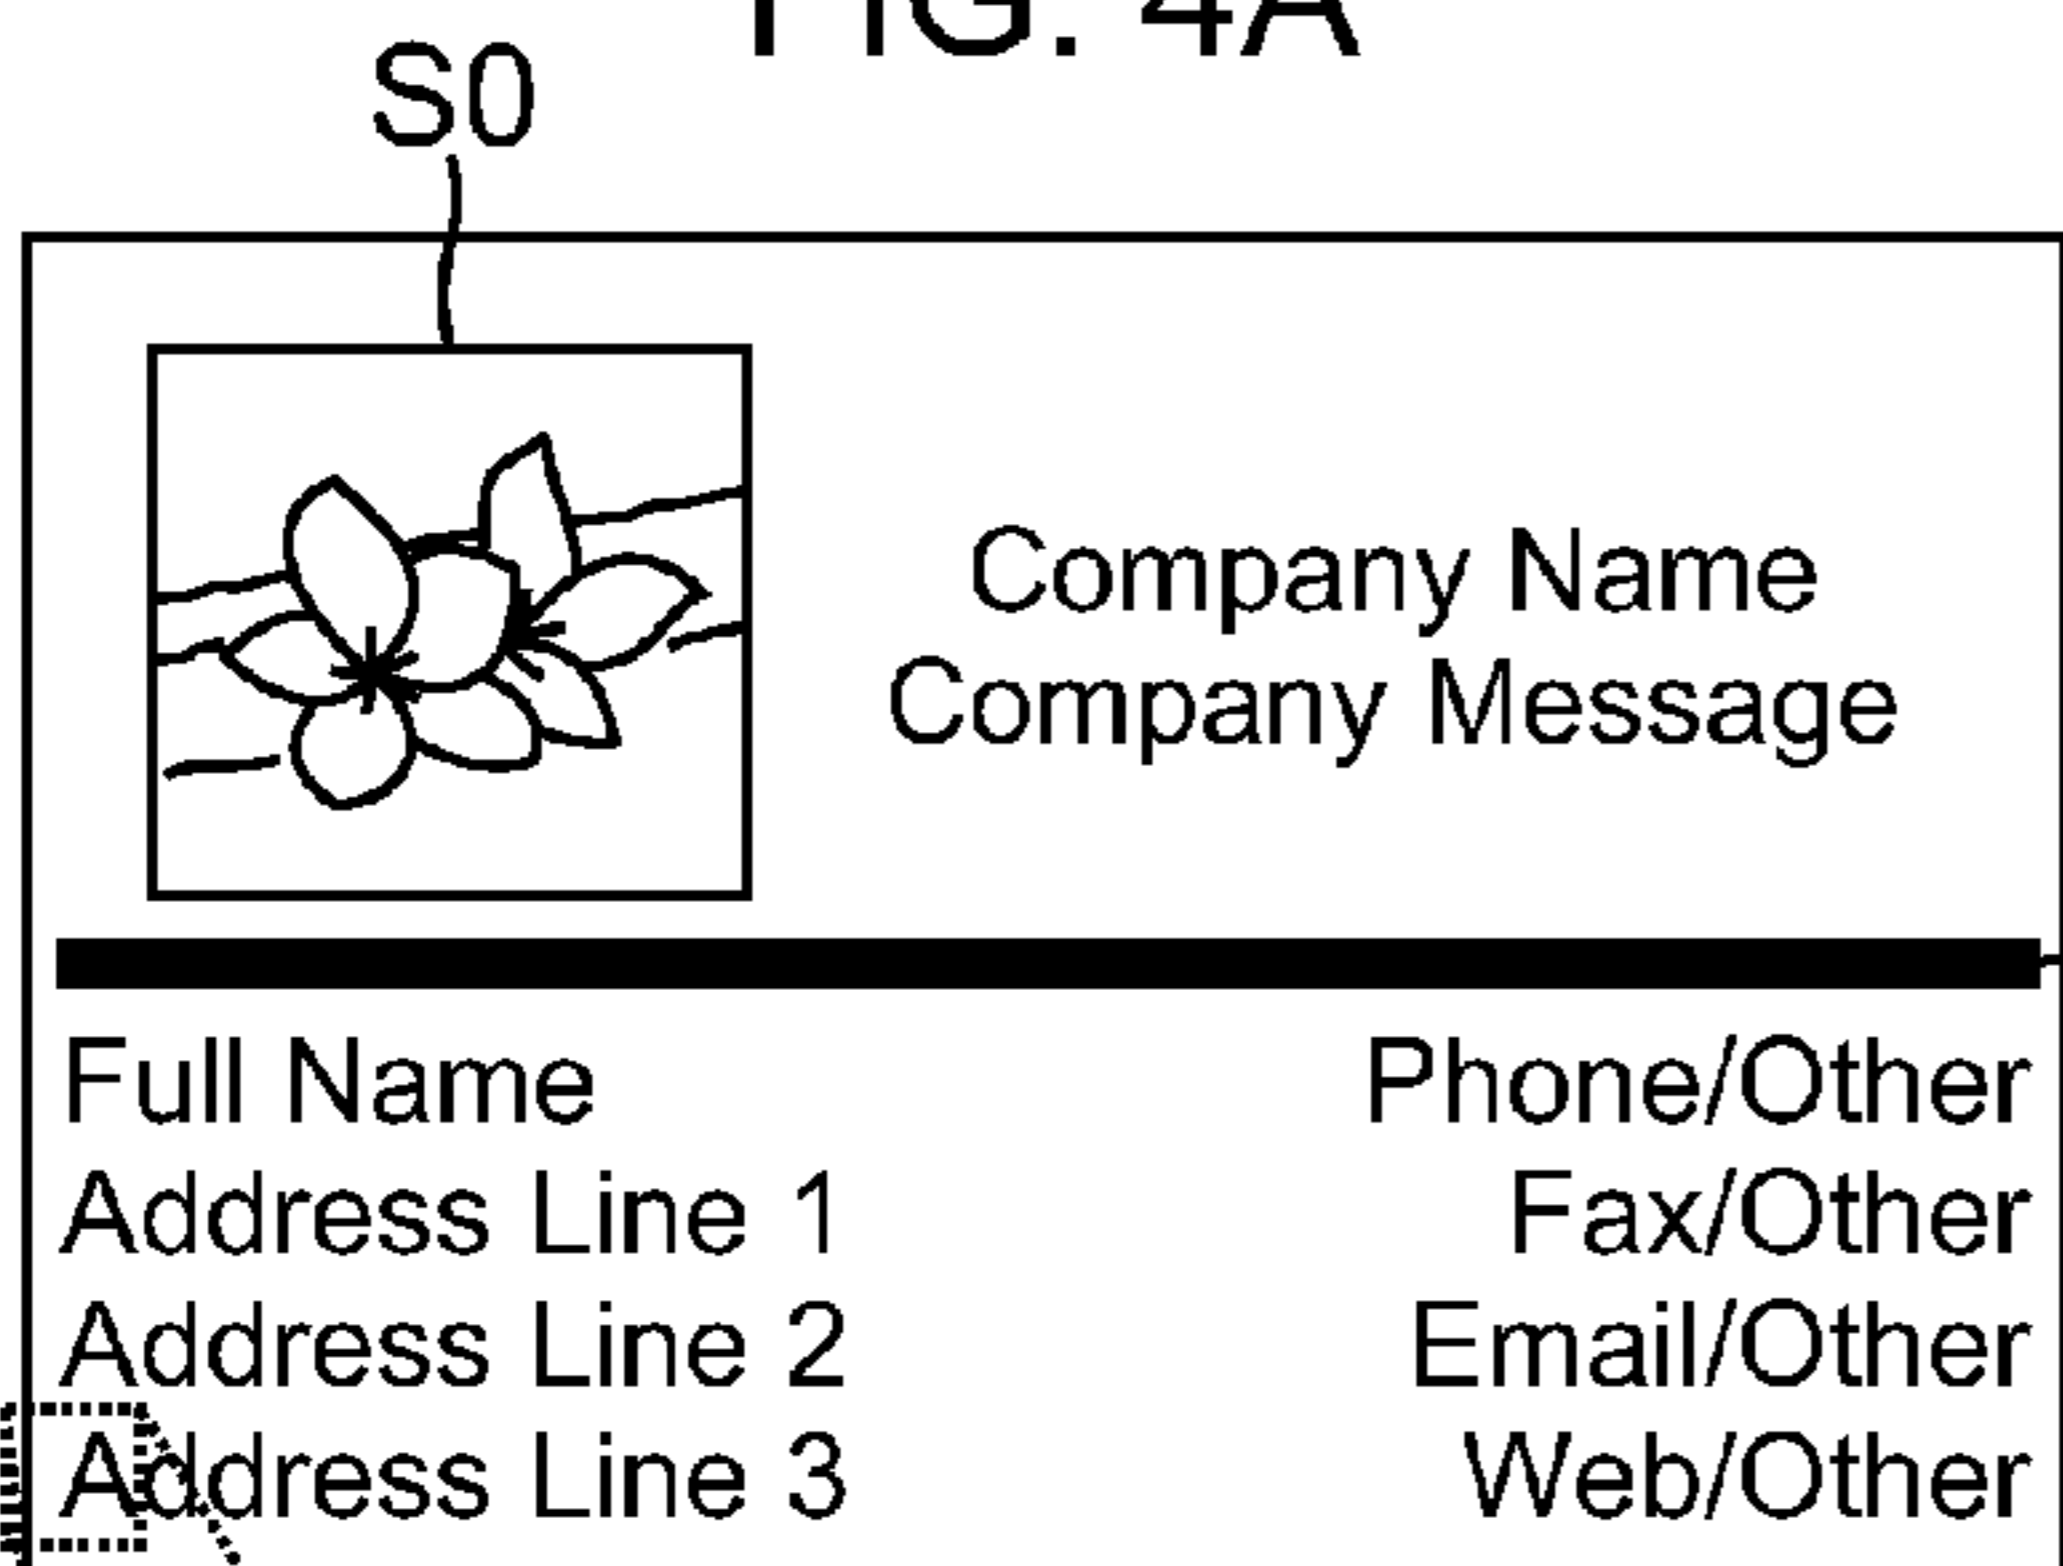 FIG. 4A
S0
Company Name
Company Message
Full Name
Phone/Other
Address Line 1
Fax/Other
Address Line 2
Email/Other
Address Line 3
Web/Other